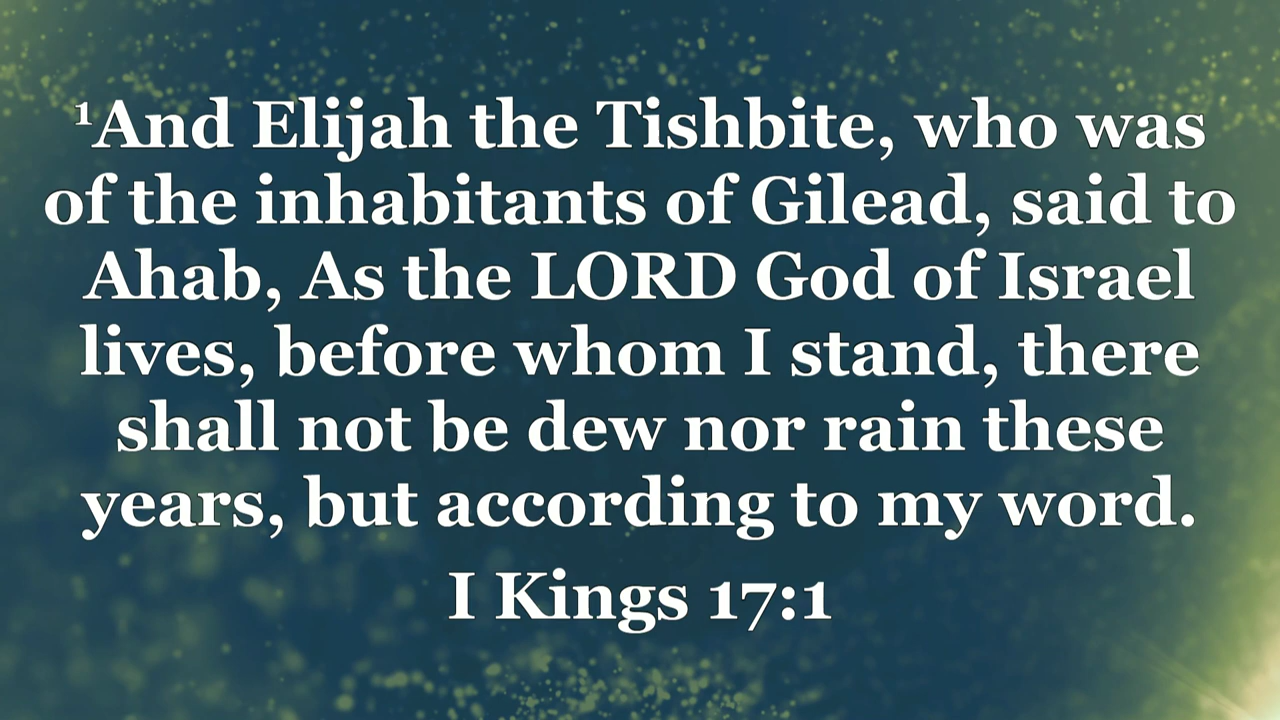 ¹And Elijah the Tishbite, who was
of the inhabitants of Gilead, said to
Ahab, As the LORD God of Israel
lives, before whom I stand, there
shall not be dew nor rain these
years, but according to my word.
I Kings 17:1